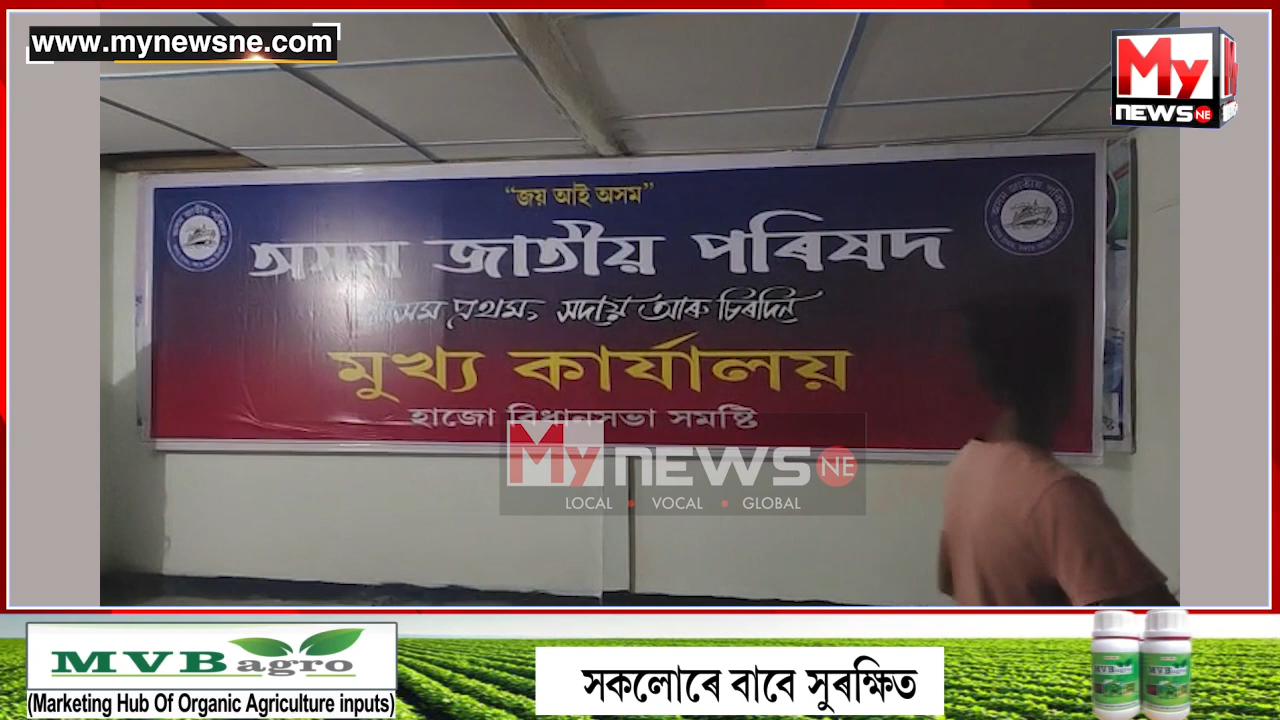 www.mynewsne.com
My
NEWS NE
“জয় আই অসম”
অসম জাতীয় পৰিষদ
প্ৰথম, সদায় আৰু চিৰদিন
মুখ্য কাৰ্যালয়
হাজো বিধানসভা সমষ্টি
My NEWS NE
LOCAL • VOCAL • GLOBAL
MVB agro
(Marketing Hub Of Organic Agriculture inputs)
সকলোৰে বাবে সুৰক্ষিত
MVB